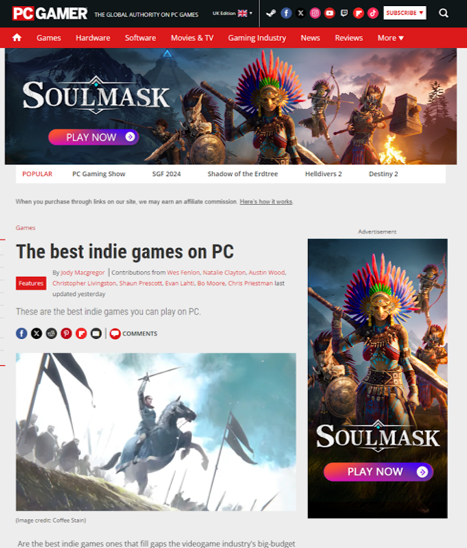 PC GAMER THE GLOBAL AUTHORITY ON PC GAMES UK Edition SUBSCRIBE
Games Hardware Software Movies & TV Gaming Industry News Reviews More
SOULMASK
PLAY NOW
POPULAR PC Gaming Show SGF 2024 Shadow of the Erdtree Helldivers 2 Destiny 2
When you purchase through links on our site, we may earn an affiliate commission. Here's how it works.
Games
The best indie games on PC
Features
By Jody Macgregor | Contributions from Wes Fenlon, Natalie Clayton, Austin Wood,
Christopher Livingston, Shaun Prescott, Evan Lahti, Bo Moore, Chris Priestman last
updated yesterday
These are the best indie games you can play on PC.
COMMENTS
(Image credit: Coffee Stain)
Are the best indie games ones that fill gaps the videogame industry's big-budget
Advertisement
SOULMASK
PLAY NOW